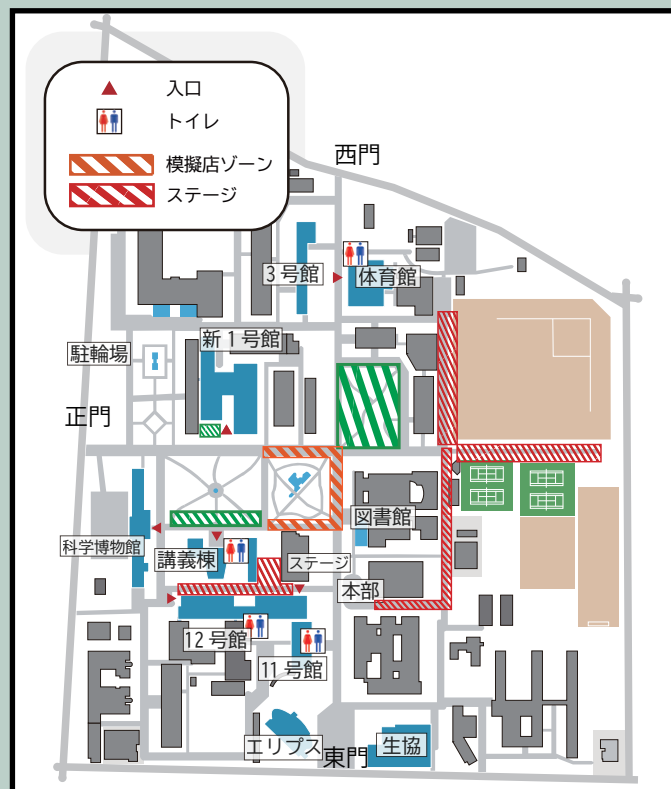 入口
トイレ
模擬店ゾーン
ステージ
西門
3号館
体育館
新1号館
駐輪場
正門
図書館
科学博物館
講義棟
ステージ
本部
12号館
11号館
エリプス
生協
東門